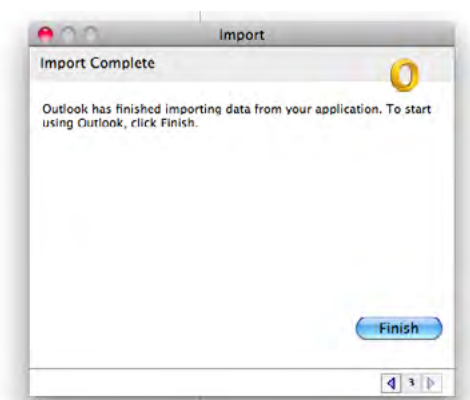 Import
Import Complete
Outlook has finished importing data from your application. To start
using Outlook, click Finish.
Finish
3